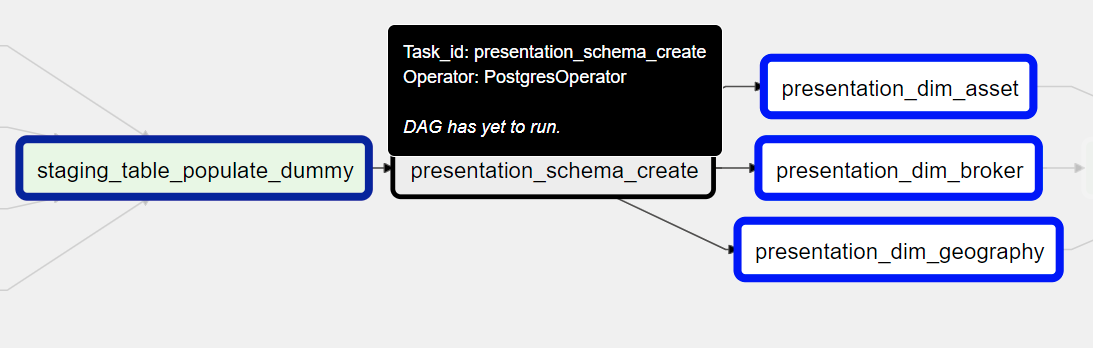 Task_id: presentation_schema_create
Operator: PostgresOperator
DAG has yet to run.
staging_table_populate_dummy
presentation_schema_create
presentation_dim_asset
presentation_dim_broker
presentation_dim_geography